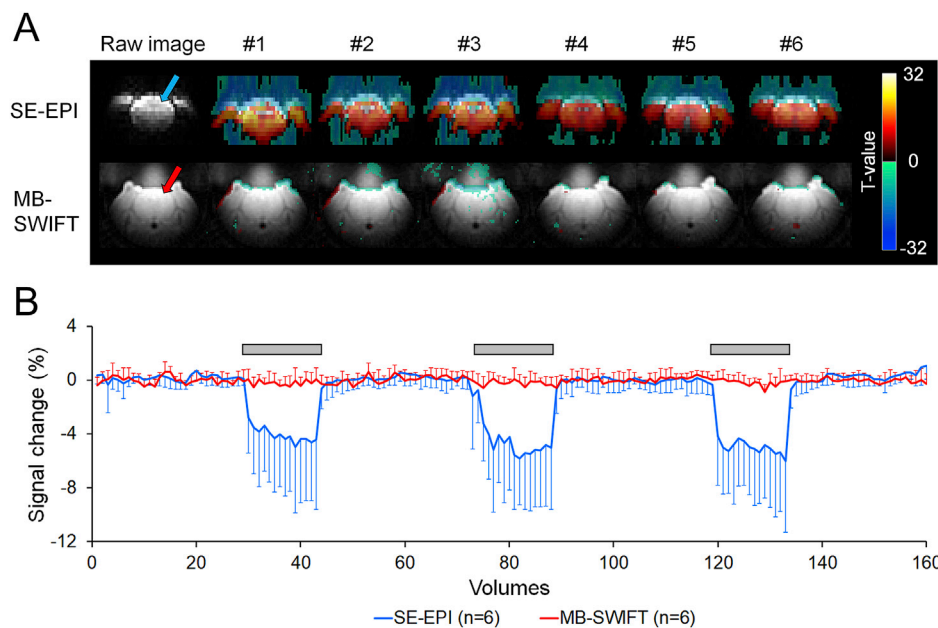 A
Raw image #1 #2 #3 #4 #5 #6
SE-EPI
MB-
SWIFT
32
0
-32
T-value
B
4
0
-4
-8
-12
Signal change (%)
0 20 40 60 80 100 120 140 160
Volumes
SE-EPI (n=6) MB-SWIFT (n=6)